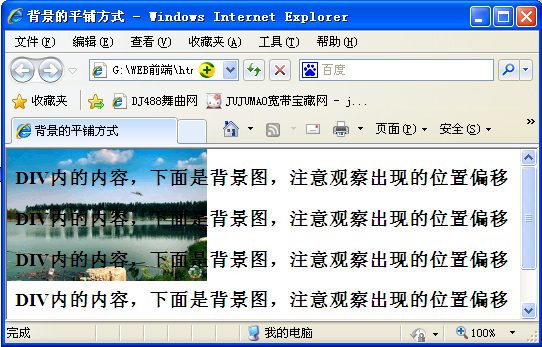 背景的平铺方式 - Windows Internet Explorer
文件(F) 编辑(E) 查看(V) 收藏夹(A) 工具(T) 帮助(H)
G:\WEB前端\htm 百度
收藏夹 DJ488舞曲网 JUJUMAO宽带宝藏网 - j...
背景的平铺方式 页面(P) 安全(S) »
DIV内的内容，下面是背景图，注意观察出现的位置偏移
DIV内的内容，下面是背景图，注意观察出现的位置偏移
DIV内的内容，下面是背景图，注意观察出现的位置偏移
DIV内的内容，下面是背景图，注意观察出现的位置偏移
完成 我的电脑 100%